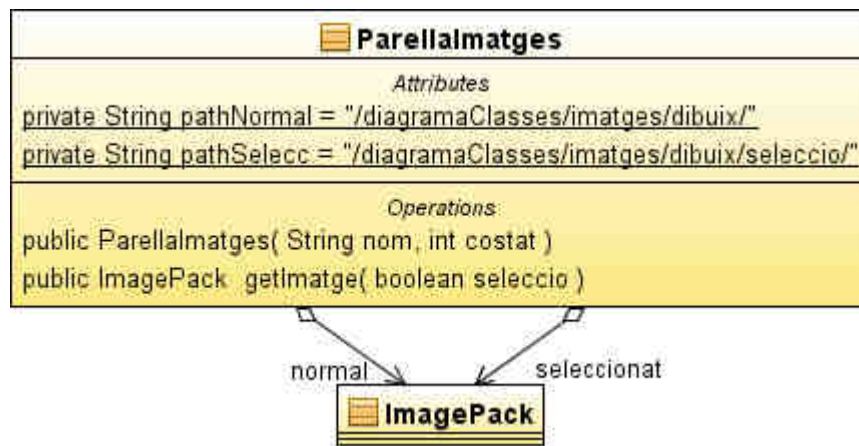 ParellaImatges
Attributes
private String pathNormal = "/diagramaClasses/imatges/dibuix/"
private String pathSelecc = "/diagramaClasses/imatges/dibuix/seleccio/"
Operations
public ParellaImatges( String nom, int costat )
public ImagePack getImatge( boolean seleccio )
normal
seleccionat
ImagePack